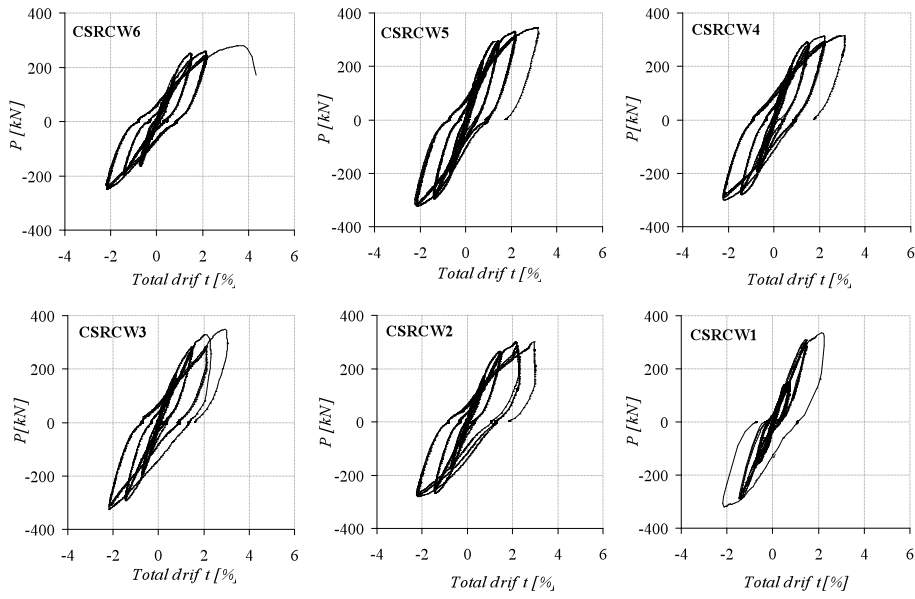 400
CSRCW6
200
P [kN]
0
-200
-400
-4 -2 0 2 4 6
Total drif t [%]
400
CSRCW5
200
P [kN]
0
-200
-400
-4 -2 0 2 4 6
Total drif t [%]
400
CSRCW4
200
P [kN]
0
-200
-400
-4 -2 0 2 4 6
Total drif t [%]
400
CSRCW3
200
P[kN]
0
-200
-400
-4 -2 0 2 4 6
Total drif t [%]
400
CSRCW2
200
P [kN]
0
-200
-400
-4 -2 0 2 4 6
Total drif t [%]
400
CSRCW1
200
P [kN]
0
-200
-400
-4 -2 0 2 4 6
Total drif t[%]